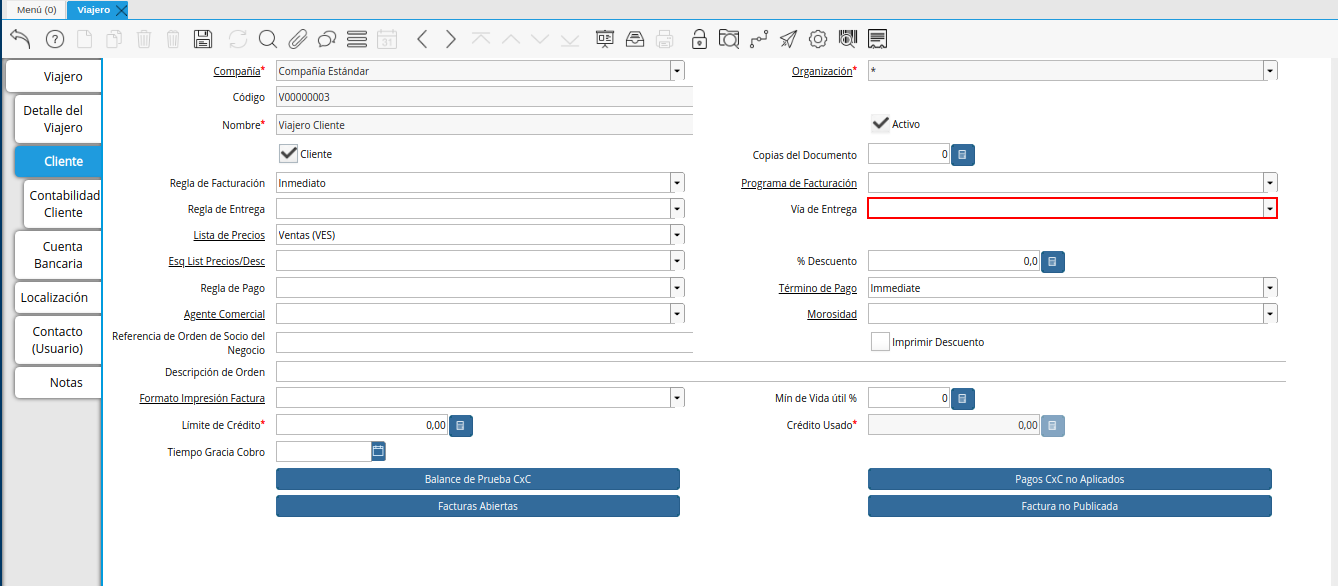 Menú (0)
Viajero
31
Viajero
Detalle del
Viajero
Cliente
Contabilidad
Cliente
Cuenta
Bancaria
Localización
Contacto
(Usuario)
Notas
Compañía* Compañía Estándar Organización* *
Código V00000003
Nombre* Viajero Cliente Activo
Cliente Copias del Documento 0
Regla de Facturación Inmediato Programa de Facturación
Regla de Entrega Vía de Entrega
Lista de Precios Ventas (VES)
Esq List Precios/Desc % Descuento 0,0
Regla de Pago Término de Pago Immediate
Agente Comercial Morosidad
Referencia de Orden de Socio del
Negocio Imprimir Descuento
Descripción de Orden
Formato Impresión Factura Mín de Vida útil % 0
Límite de Crédito* 0,00 Crédito Usado* 0,00
Tiempo Gracia Cobro
Balance de Prueba CxC Pagos CxC no Aplicados
Facturas Abiertas Factura no Publicada